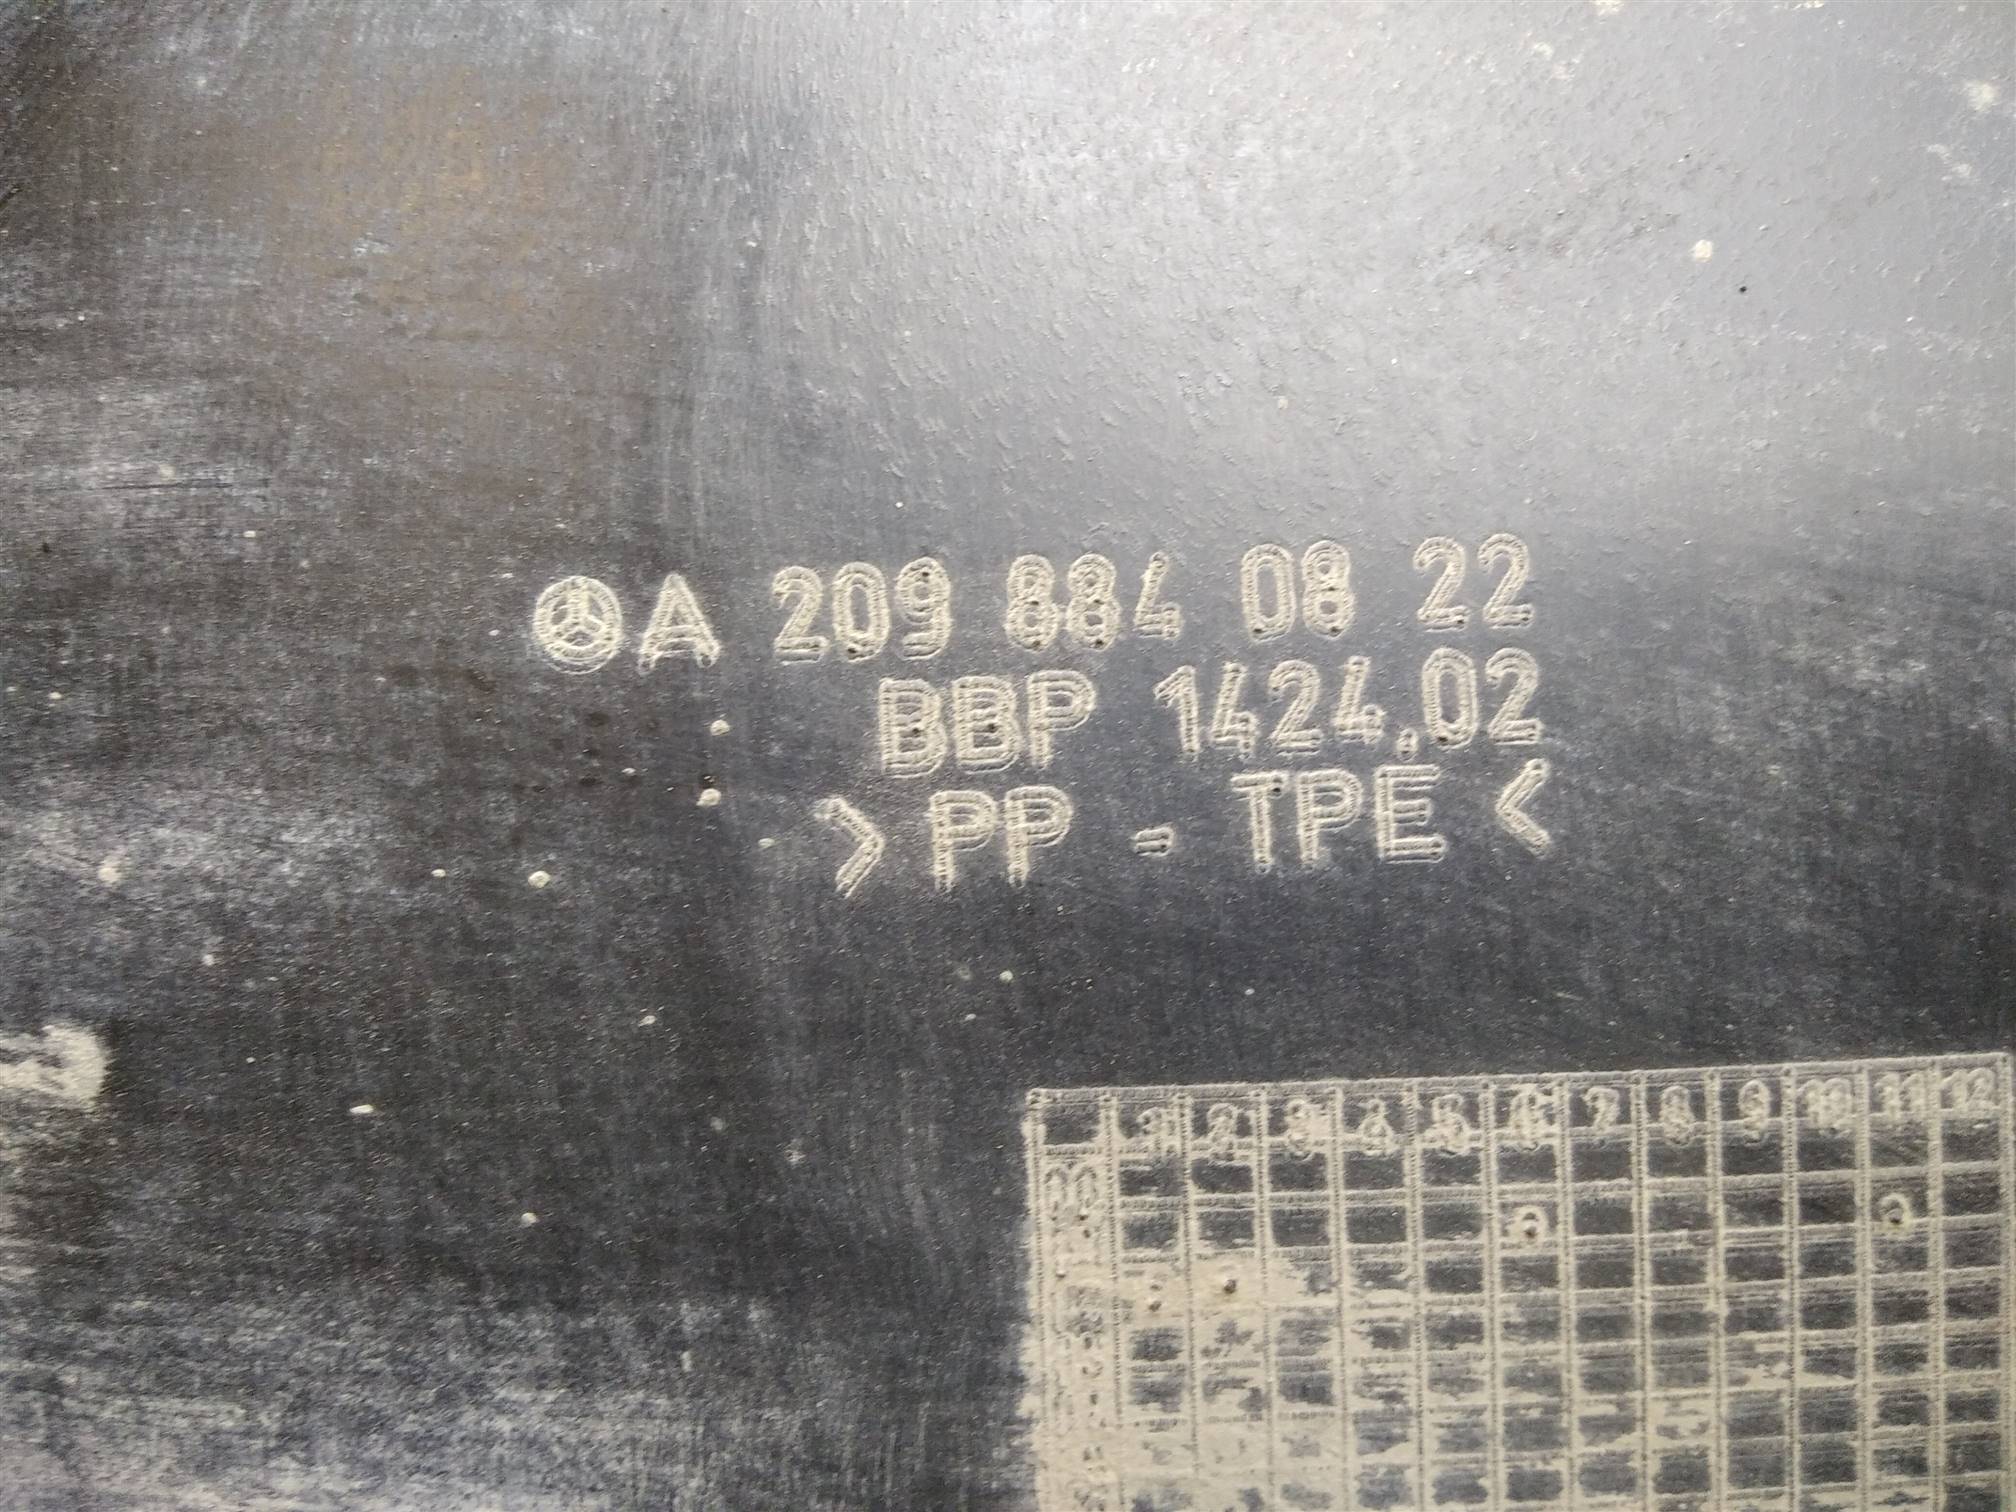 A 209 884 08 22
BBP 1424.02
>PP - TPE<
1 2 3 4 5 6 7 8 9 10 11 12